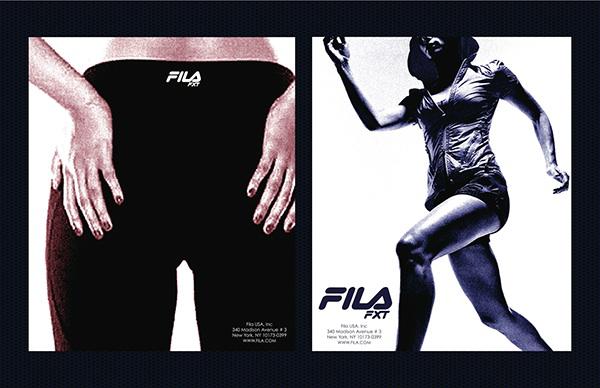 FILA
FXT
Fila USA, Inc
340 Madison Avenue # 3
New York, NY 10173-0399
WWW.FILA.COM
FILA
FXT
Fila USA, Inc
340 Madison Avenue # 3
New York, NY 10173-0399
WWW.FILA.COM